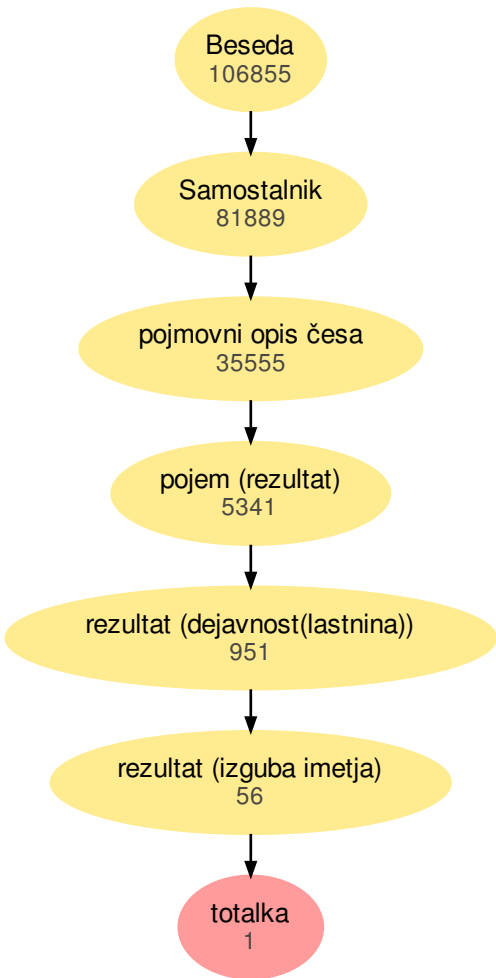 Beseda
106855
Samostalnik
81889
pojmovni opis česa
35555
pojem (rezultat)
5341
rezultat (dejavnost(lastnina))
951
rezultat (izguba imetja)
56
totalka
1